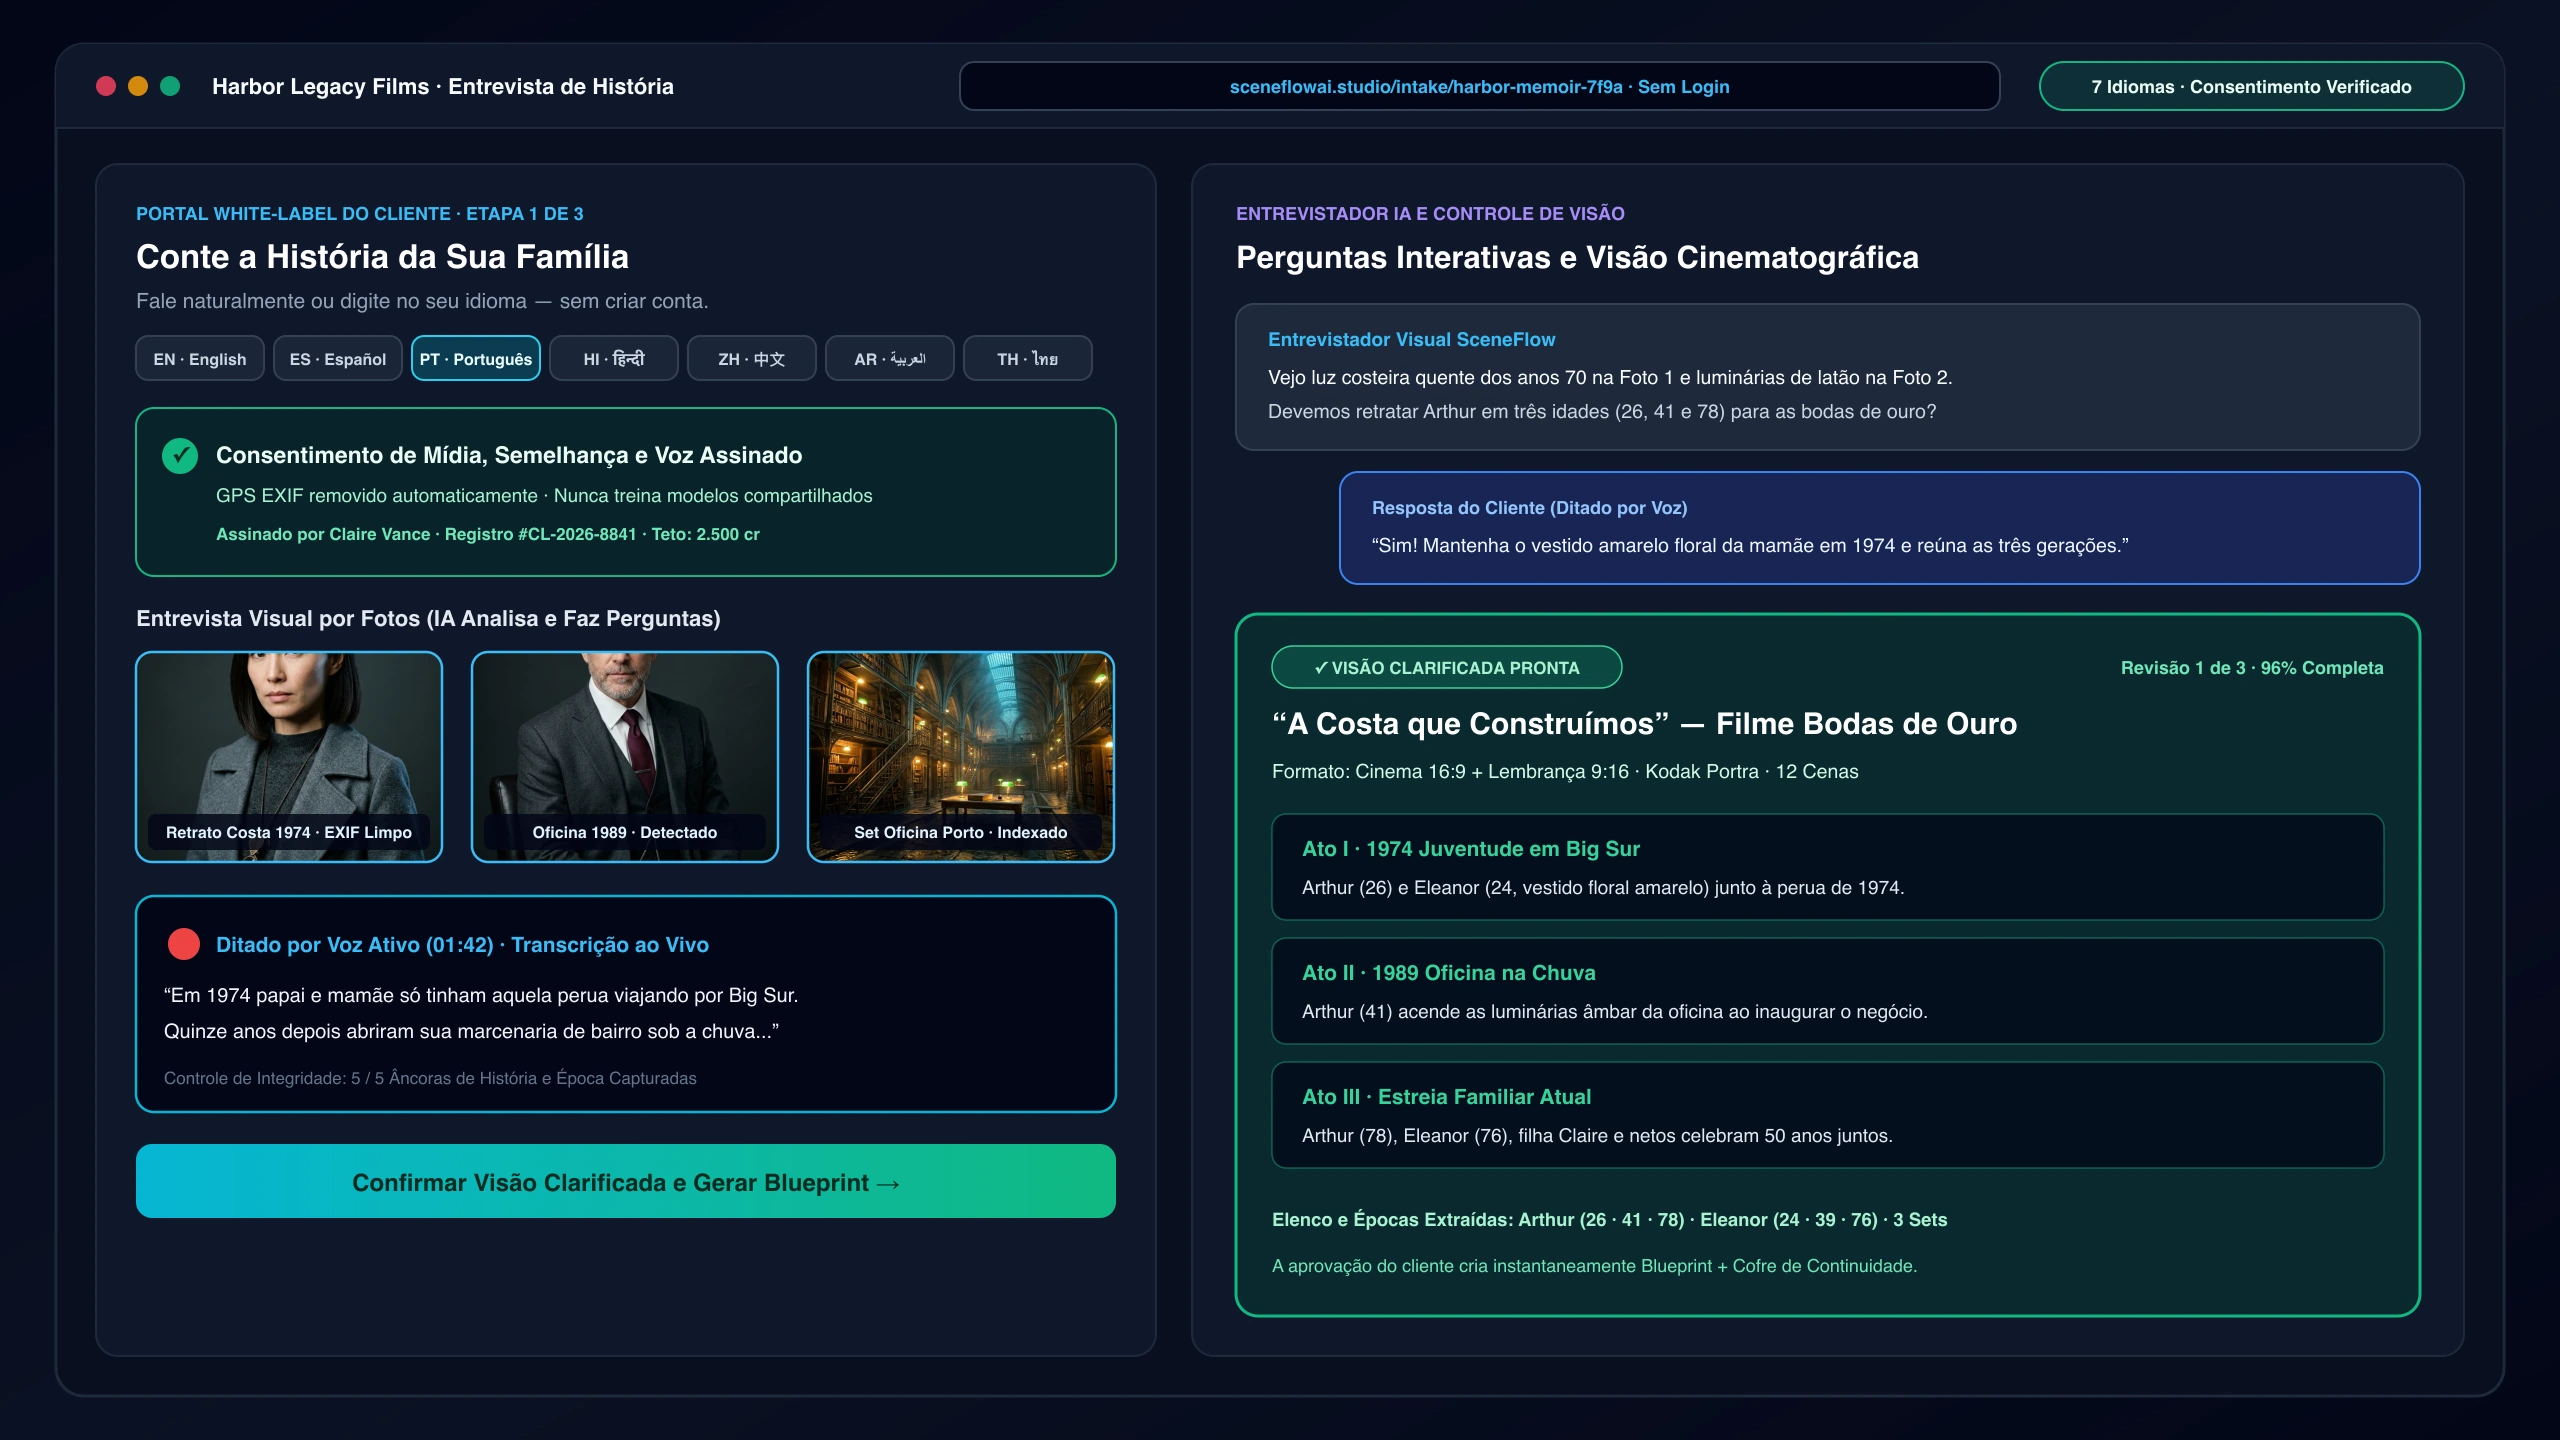 Harbor Legacy Films · Entrevista de História
sceneflowai.studio/intake/harbor-memoir-7f9a · Sem Login
7 Idiomas · Consentimento Verificado
PORTAL WHITE-LABEL DO CLIENTE · ETAPA 1 DE 3
Conte a História da Sua Família
Fale naturalmente ou digite no seu idioma — sem criar conta.
EN · English
ES · Español
PT · Português
HI · हिन्दी
ZH · 中文
AR · العربية
TH · ไทย
✓ Consentimento de Mídia, Semelhança e Voz Assinado
GPS EXIF removido automaticamente · Nunca treina modelos compartilhados
Assinado por Claire Vance · Registro #CL-2026-8841 · Teto: 2.500 cr
Entrevista Visual por Fotos (IA Analisa e Faz Perguntas)
Retrato Costa 1974 · EXIF Limpo
Oficina 1989 · Detectado
Set Oficina Porto · Indexado
Ditado por Voz Ativo (01:42) · Transcrição ao Vivo
“Em 1974 papai e mamãe só tinham aquela perua viajando por Big Sur.
Quinze anos depois abriram sua marcenaria de bairro sob a chuva...”
Controle de Integridade: 5 / 5 Âncoras de História e Época Capturadas
Confirmar Visão Clarificada e Gerar Blueprint →
ENTREVISTADOR IA E CONTROLE DE VISÃO
Perguntas Interativas e Visão Cinematográfica
Entrevistador Visual SceneFlow
Vejo luz costeira quente dos anos 70 na Foto 1 e luminárias de latão na Foto 2.
Devemos retratar Arthur em três idades (26, 41 e 78) para as bodas de ouro?
Resposta do Cliente (Ditado por Voz)
“Sim! Mantenha o vestido amarelo floral da mamãe em 1974 e reúna as três gerações.”
✓ VISÃO CLARIFICADA PRONTA
Revisão 1 de 3 · 96% Completa
“A Costa que Construímos” — Filme Bodas de Ouro
Formato: Cinema 16:9 + Lembrança 9:16 · Kodak Portra · 12 Cenas
Ato I · 1974 Juventude em Big Sur
Arthur (26) e Eleanor (24, vestido floral amarelo) junto à perua de 1974.
Ato II · 1989 Oficina na Chuva
Arthur (41) acende as luminárias âmbar da oficina ao inaugurar o negócio.
Ato III · Estreia Familiar Atual
Arthur (78), Eleanor (76), filha Claire e netos celebram 50 anos juntos.
Elenco e Épocas Extraídas: Arthur (26 · 41 · 78) · Eleanor (24 · 39 · 76) · 3 Sets
A aprovação do cliente cria instantaneamente Blueprint + Cofre de Continuidade.